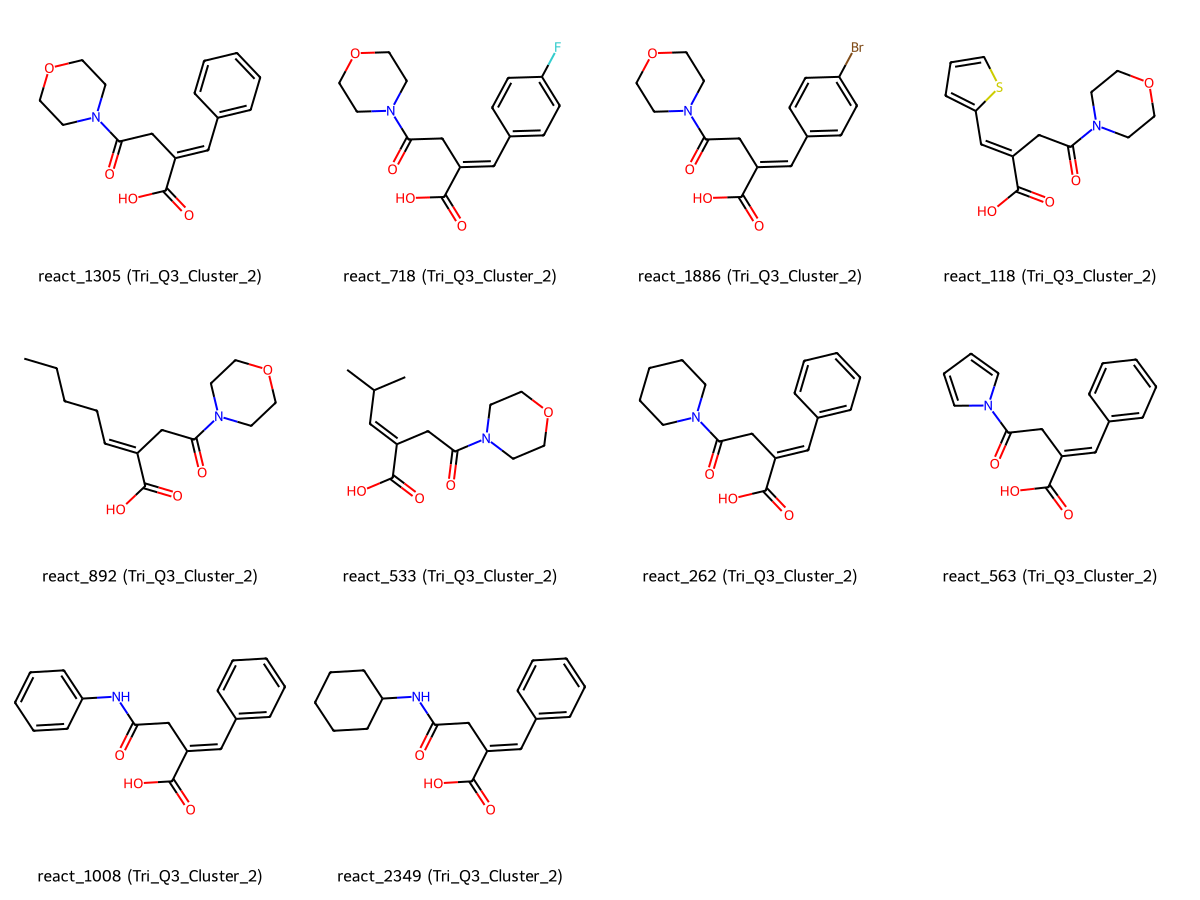 O N O HO O
react_1305 (Tri_Q3_Cluster_2)
F O N O HO O
react_718 (Tri_Q3_Cluster_2)
Br O N O HO O
react_1886 (Tri_Q3_Cluster_2)
S O N O O HO
react_118 (Tri_Q3_Cluster_2)
O N O O HO
react_892 (Tri_Q3_Cluster_2)
O N O HO O
react_533 (Tri_Q3_Cluster_2)
N O HO O
react_262 (Tri_Q3_Cluster_2)
N O HO O
react_563 (Tri_Q3_Cluster_2)
NH O HO O
react_1008 (Tri_Q3_Cluster_2)
NH O HO O
react_2349 (Tri_Q3_Cluster_2)